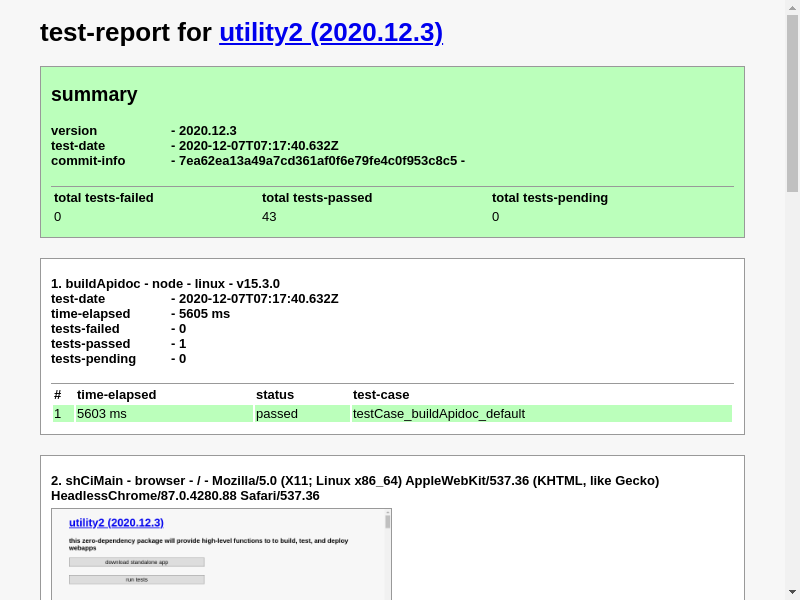 test-report for utility2 (2020.12.3)
summary
version - 2020.12.3
test-date - 2020-12-07T07:17:40.632Z
commit-info - 7ea62ea13a49a7cd361af0f6e79fe4c0f953c8c5 -
total tests-failed total tests-passed total tests-pending
0 43 0
1. buildApidoc - node - linux - v15.3.0
test-date - 2020-12-07T07:17:40.632Z
time-elapsed - 5605 ms
tests-failed - 0
tests-passed - 1
tests-pending - 0
# time-elapsed status test-case
1 5603 ms passed testCase_buildApidoc_default
2. shCiMain - browser - / - Mozilla/5.0 (X11; Linux x86_64) AppleWebKit/537.36 (KHTML, like Gecko)
HeadlessChrome/87.0.4280.88 Safari/537.36
utility2 (2020.12.3)
this zero-dependency package will provide high-level functions to to build, test, and deploy
webapps
download standalone app
run tests